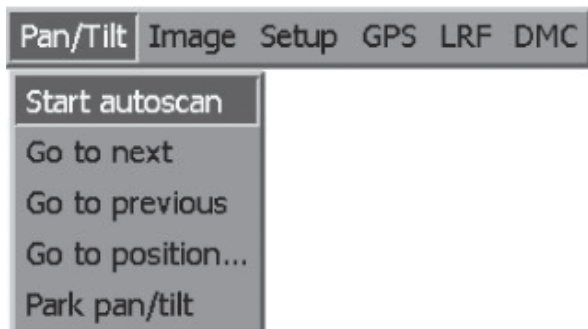 Pan/Tilt Image Setup GPS LRF DMC
Start autoscan
Go to next
Go to previous
Go to position...
Park pan/tilt